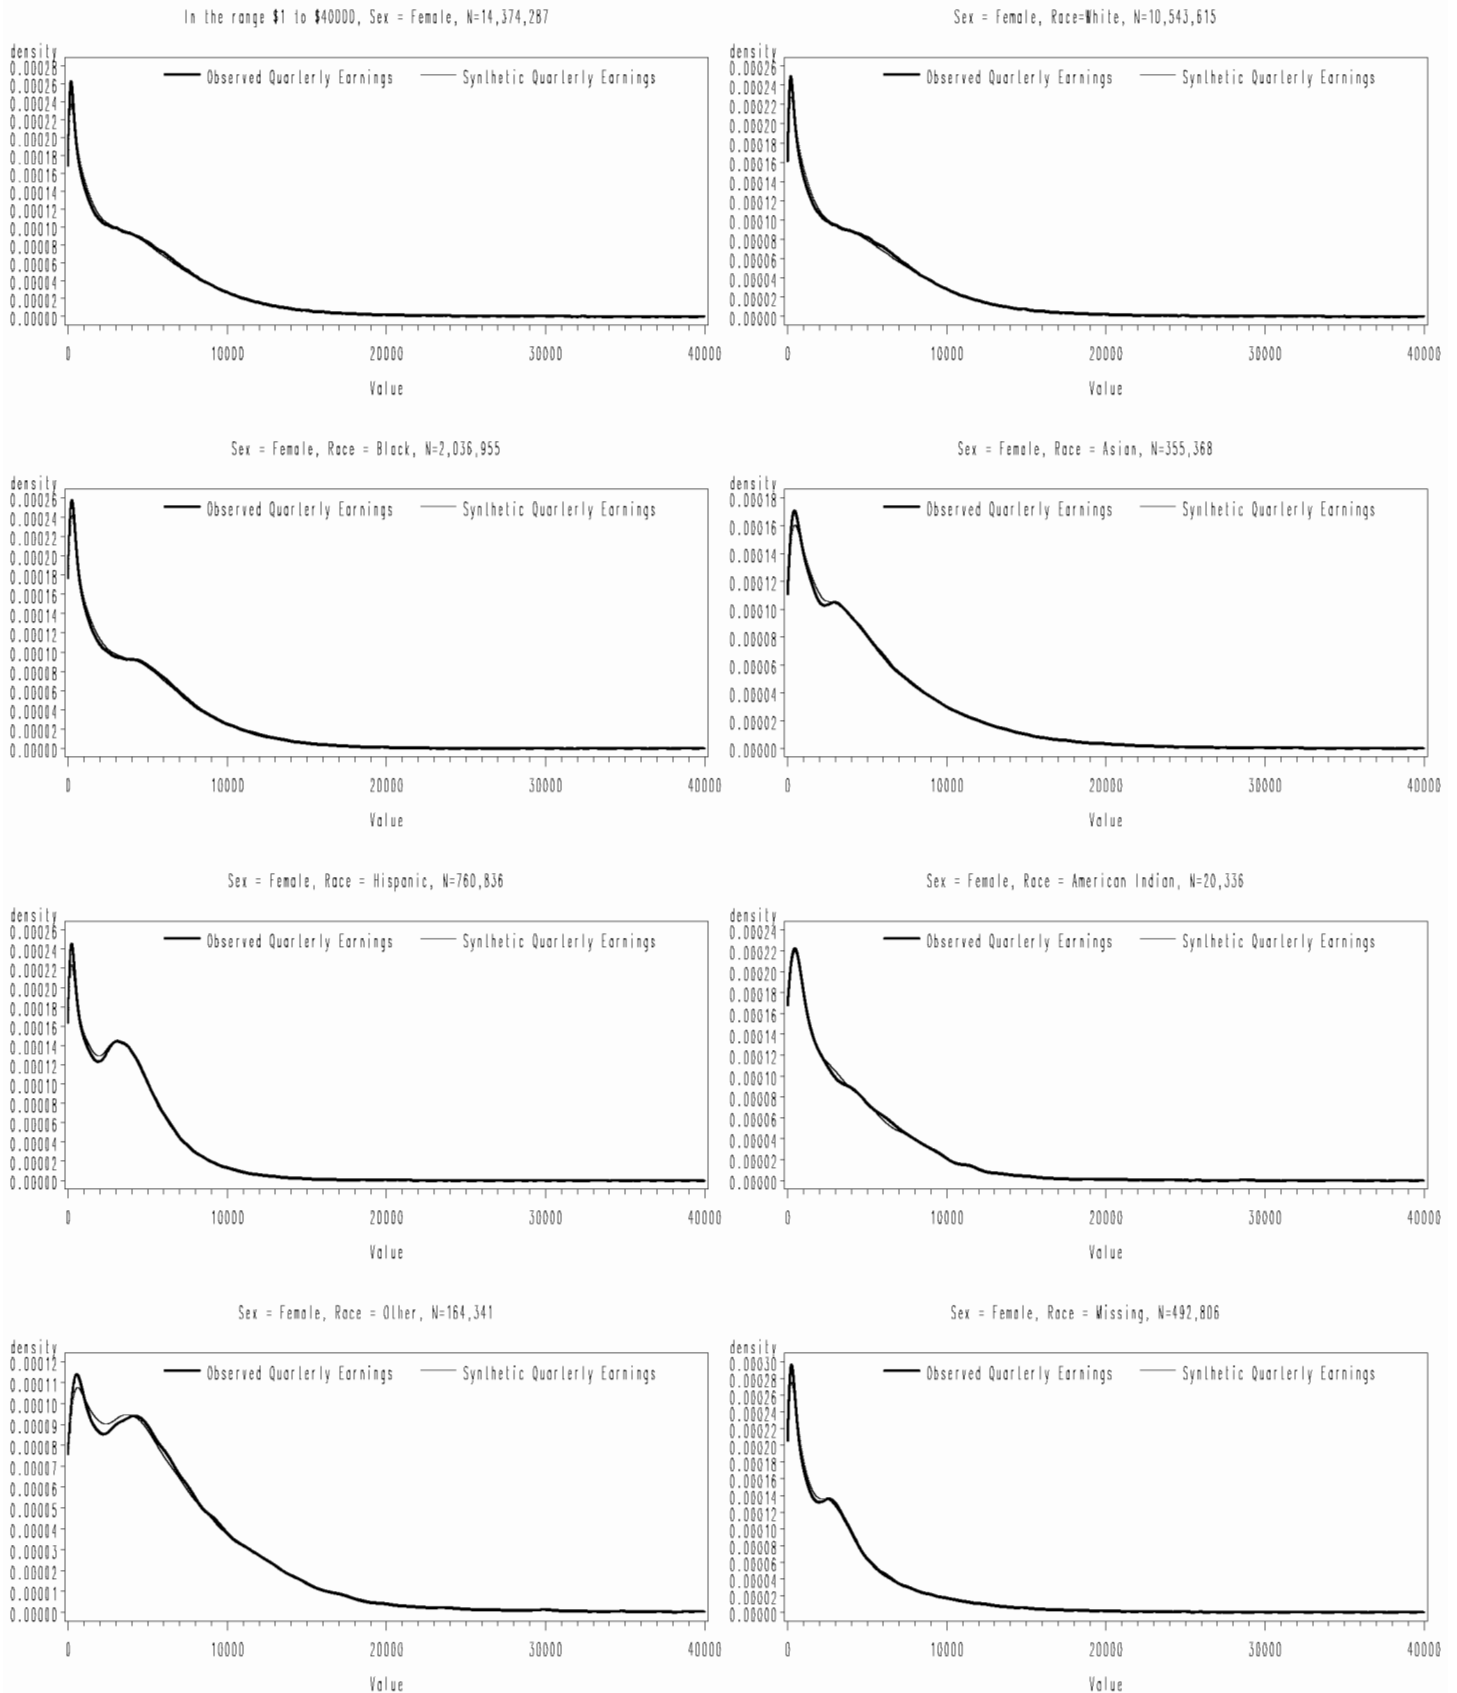 In the range $1 to $40000, Sex = Female, N=14,374,287
density
Observed Quarterly Earnings Synthetic Quarterly Earnings
0.00028
0.00026
0.00024
0.00022
0.00020
0.00018
0.00016
0.00014
0.00012
0.00010
0.00008
0.00006
0.00004
0.00002
0.00000
0 10000 20000 30000 40000
Value
Sex = Female, Race=White, N=10,543,615
density
Observed Quarterly Earnings Synthetic Quarterly Earnings
0.00026
0.00024
0.00022
0.00020
0.00018
0.00016
0.00014
0.00012
0.00010
0.00008
0.00006
0.00004
0.00002
0.00000
0 10000 20000 30000 40000
Value
Sex = Female, Race = Black, N=2,036,955
density
Observed Quarterly Earnings Synthetic Quarterly Earnings
0.00026
0.00024
0.00022
0.00020
0.00018
0.00016
0.00014
0.00012
0.00010
0.00008
0.00006
0.00004
0.00002
0.00000
0 10000 20000 30000 40000
Value
Sex = Female, Race = Asian, N=355,368
density
Observed Quarterly Earnings Synthetic Quarterly Earnings
0.00018
0.00016
0.00014
0.00012
0.00010
0.00008
0.00006
0.00004
0.00002
0.00000
0 10000 20000 30000 40000
Value
Sex = Female, Race = Hispanic, N=760,836
density
Observed Quarterly Earnings Synthetic Quarterly Earnings
0.00026
0.00024
0.00022
0.00020
0.00018
0.00016
0.00014
0.00012
0.00010
0.00008
0.00006
0.00004
0.00002
0.00000
0 10000 20000 30000 40000
Value
Sex = Female, Race = American Indian, N=20,336
density
Observed Quarterly Earnings Synthetic Quarterly Earnings
0.00024
0.00022
0.00020
0.00018
0.00016
0.00014
0.00012
0.00010
0.00008
0.00006
0.00004
0.00002
0.00000
0 10000 20000 30000 40000
Value
Sex = Female, Race = Other, N=164,341
density
Observed Quarterly Earnings Synthetic Quarterly Earnings
0.00012
0.00011
0.00010
0.00009
0.00008
0.00007
0.00006
0.00005
0.00004
0.00003
0.00002
0.00001
0.00000
0 10000 20000 30000 40000
Value
Sex = Female, Race = Missing, N=492,806
density
Observed Quarterly Earnings Synthetic Quarterly Earnings
0.00030
0.00028
0.00026
0.00024
0.00022
0.00020
0.00018
0.00016
0.00014
0.00012
0.00010
0.00008
0.00006
0.00004
0.00002
0.00000
0 10000 20000 30000 40000
Value